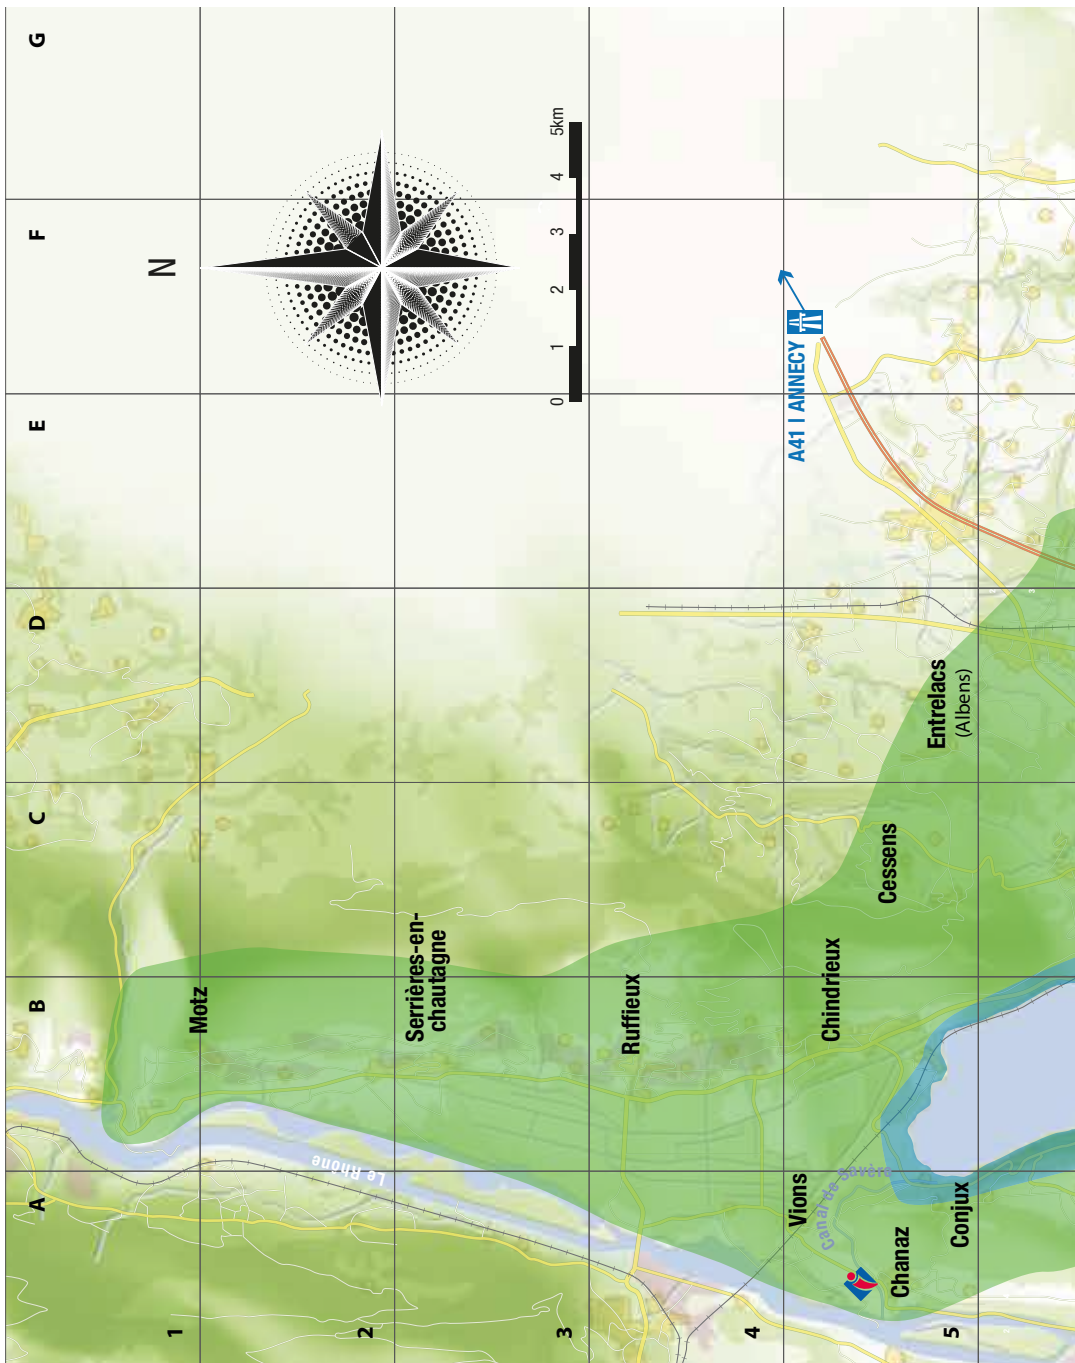 A
B
C
D
E
F
G
N
0 1 2 3 4 5km
1
2
3
4
5
Motz
Serrières-en-
chautagne
Le Rhône
Ruffieux
A41 | ANNECY
Vions
Canal de Savère
Chindrieux
Chanaz
Cessens
Conjux
Entrelacs
(Albens)